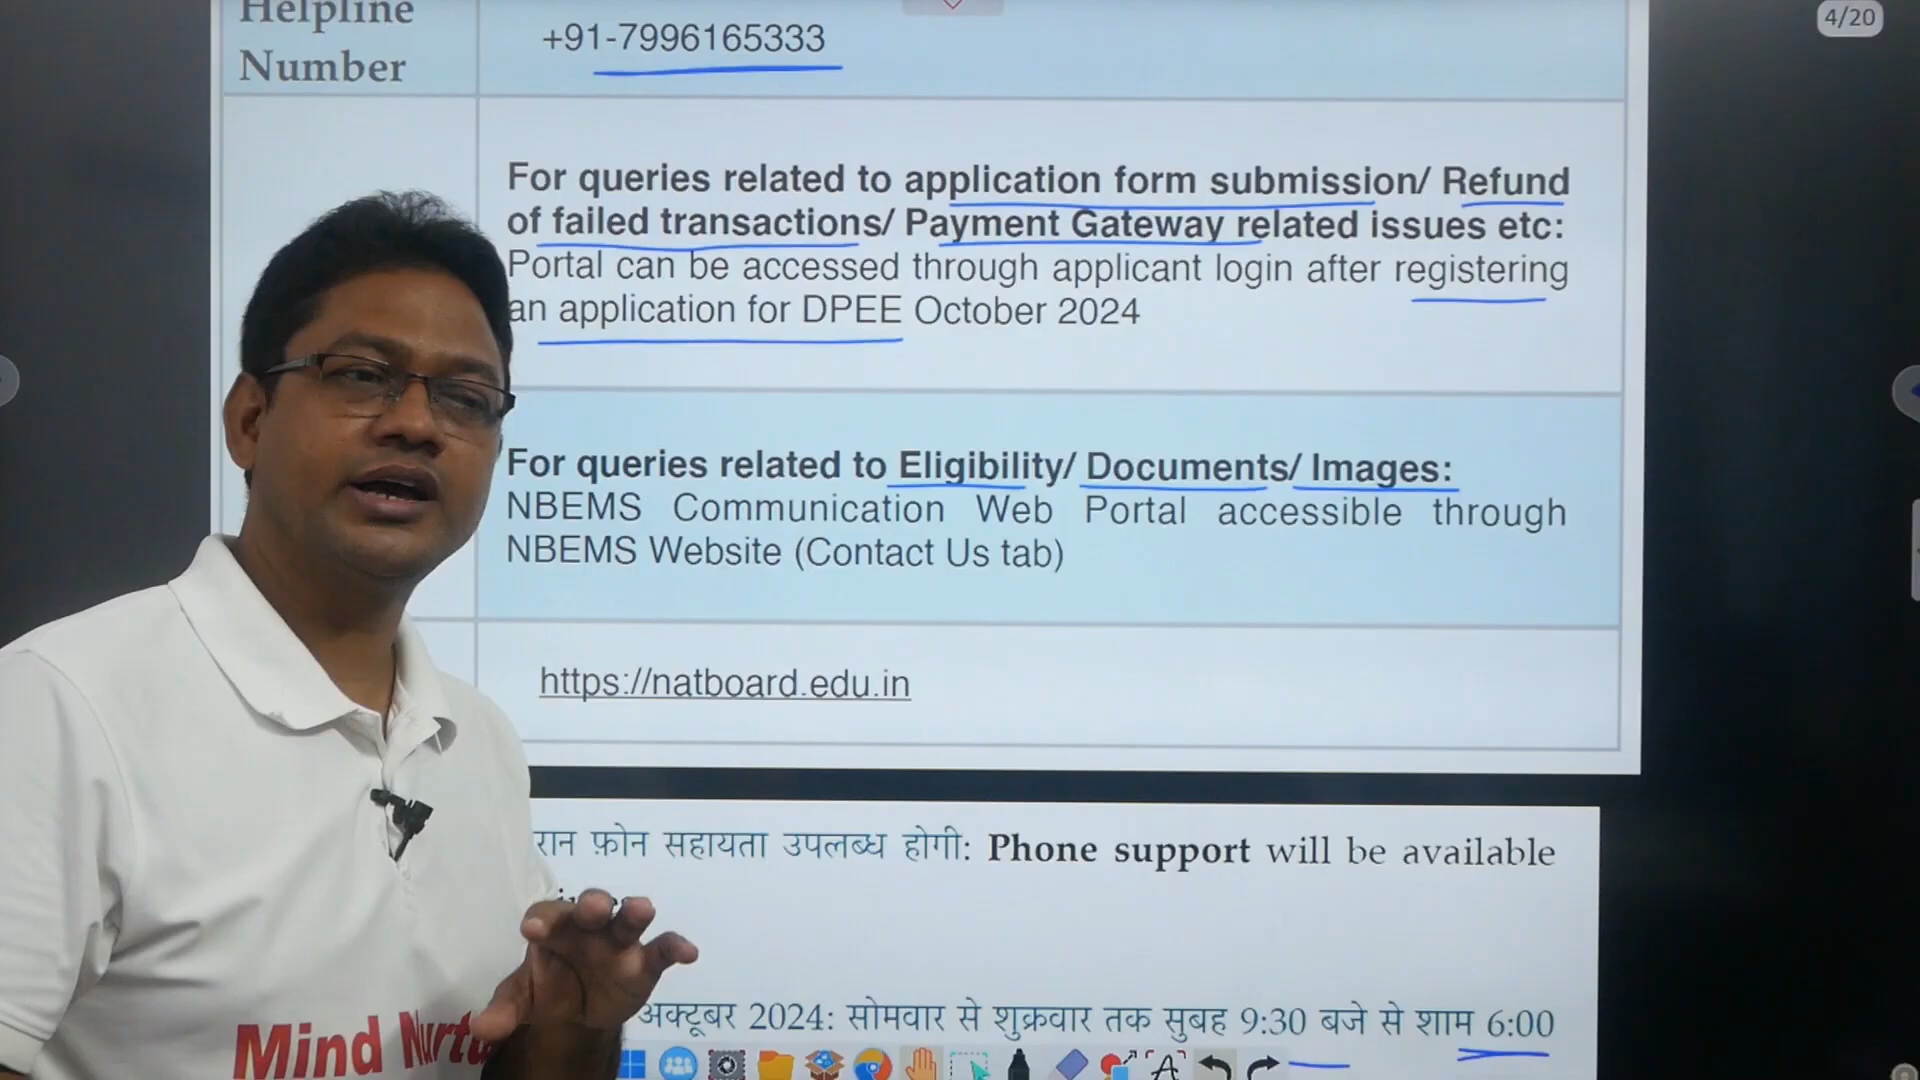 4/20
Helpline
Number
+91-7996165333
For queries related to application form submission/ Refund
of failed transactions/ Payment Gateway related issues etc:
Portal can be accessed through applicant login after registering
an application for DPEE October 2024
For queries related to Eligibility/ Documents/ Images:
NBEMS Communication Web Portal accessible through
NBEMS Website (Contact Us tab)
https://natboard.edu.in
रान फ़ोन सहायता उपलब्ध होगी: Phone support will be available
अक्टूबर 2024: सोमवार से शुक्रवार तक सुबह 9:30 बजे से शाम 6:00
Mind